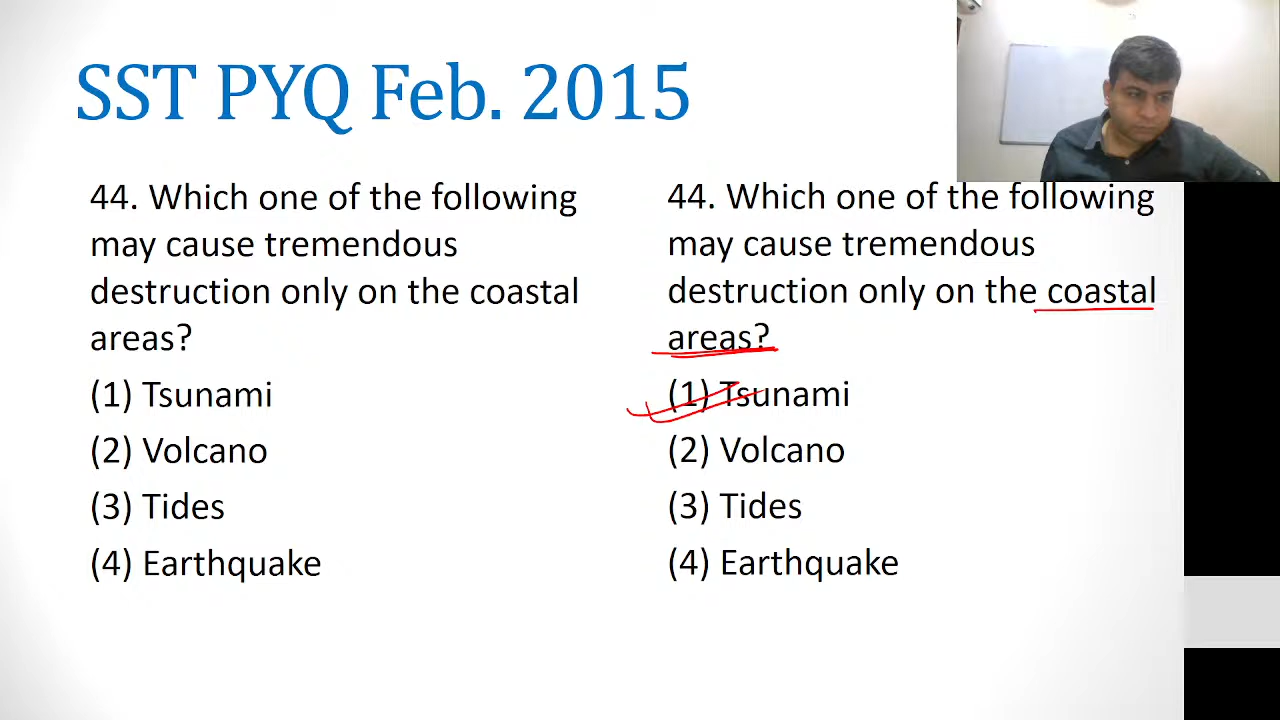 SST PYQ Feb. 2015
44. Which one of the following
may cause tremendous
destruction only on the coastal
areas?
(1) Tsunami
(2) Volcano
(3) Tides
(4) Earthquake
44. Which one of the following
may cause tremendous
destruction only on the coastal
areas?
(1) Tsunami
(2) Volcano
(3) Tides
(4) Earthquake